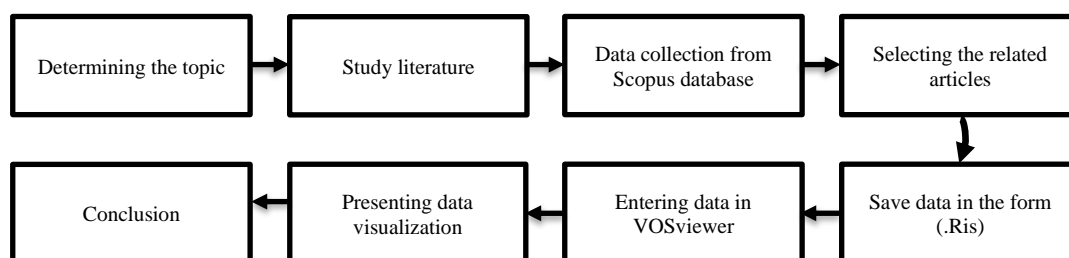 Determining the topic
Study literature
Data collection from
Scopus database
Selecting the related
articles
Save data in the form
(.Ris)
Entering data in
VOSviewer
Presenting data
visualization
Conclusion